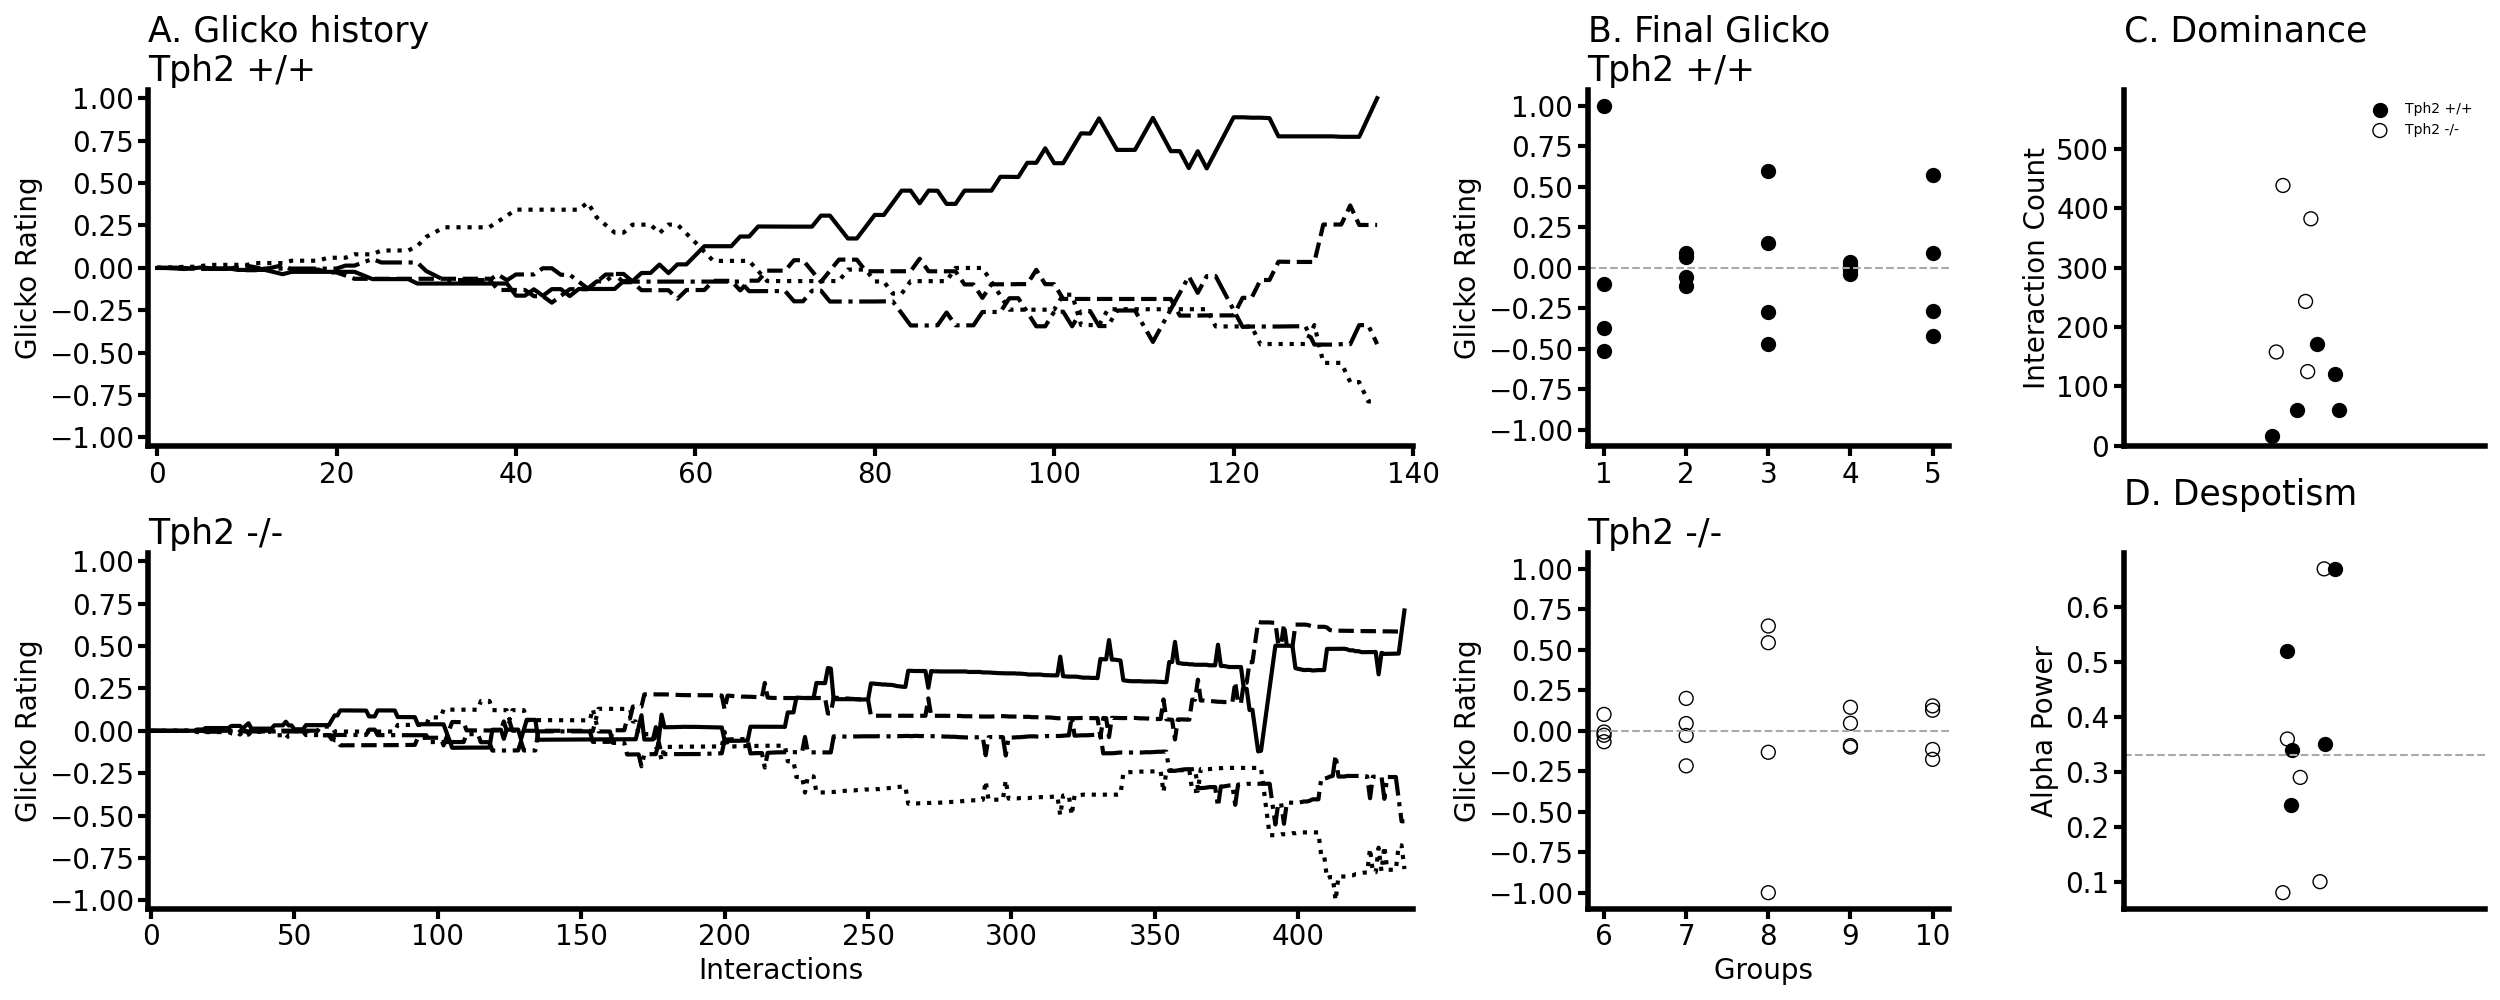 A. Glicko history
Tph2 +/+
Glicko Rating
1.00
0.75
0.50
0.25
0.00
−0.25
−0.50
−0.75
−1.00
0 20 40 60 80 100 120 140
Tph2 -/-
Glicko Rating
1.00
0.75
0.50
0.25
0.00
−0.25
−0.50
−0.75
−1.00
0 50 100 150 200 250 300 350 400
Interactions
B. Final Glicko
Tph2 +/+
Glicko Rating
1.00
0.75
0.50
0.25
0.00
−0.25
−0.50
−0.75
−1.00
1 2 3 4 5
Tph2 -/-
Glicko Rating
1.00
0.75
0.50
0.25
0.00
−0.25
−0.50
−0.75
−1.00
6 7 8 9 10
Groups
C. Dominance
Tph2 +/+
Tph2 -/-
Interaction Count
500
400
300
200
100
0
D. Despotism
Alpha Power
0.6
0.5
0.4
0.3
0.2
0.1